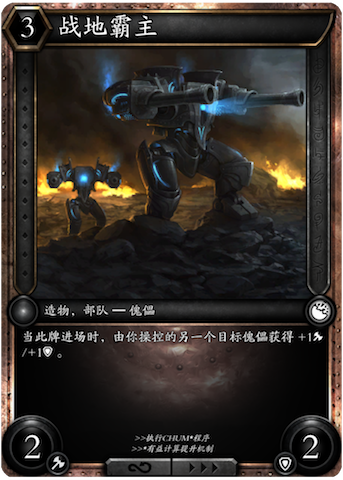 3 战地霸主
造物，部队 — 傀儡
当此牌进场时，由你操控的另一个目标傀儡获得 +1
/+1 。
>>执行CHUM•程序
>>•有益计算提升机制
2 2